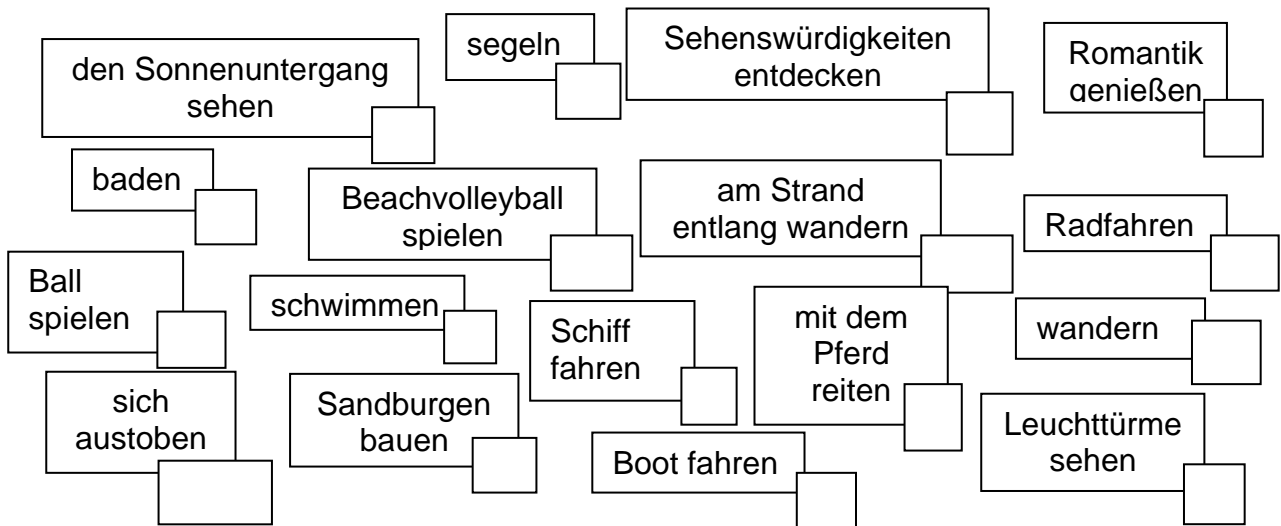 den Sonnenuntergang
sehen
segeln
Sehenswürdigkeiten
entdecken
Romantik
genießen
baden
Beachvolleyball
spielen
am Strand
entlang wandern
Radfahren
Ball
spielen
schwimmen
Schiff
fahren
mit dem
Pferd
reiten
wandern
sich
austoben
Sandburgen
bauen
Boot fahren
Leuchttürme
sehen